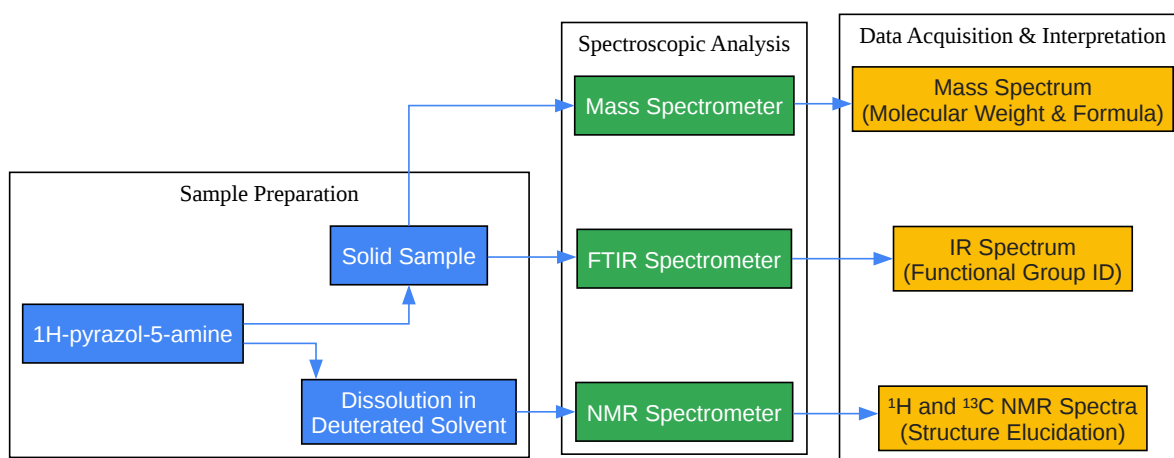 Sample Preparation
1H-pyrazol-5-amine
Solid Sample
Dissolution in
Deuterated Solvent
Spectroscopic Analysis
Mass Spectrometer
FTIR Spectrometer
NMR Spectrometer
Data Acquisition & Interpretation
Mass Spectrum
(Molecular Weight & Formula)
IR Spectrum
(Functional Group ID)
¹H and ¹³C NMR Spectra
(Structure Elucidation)